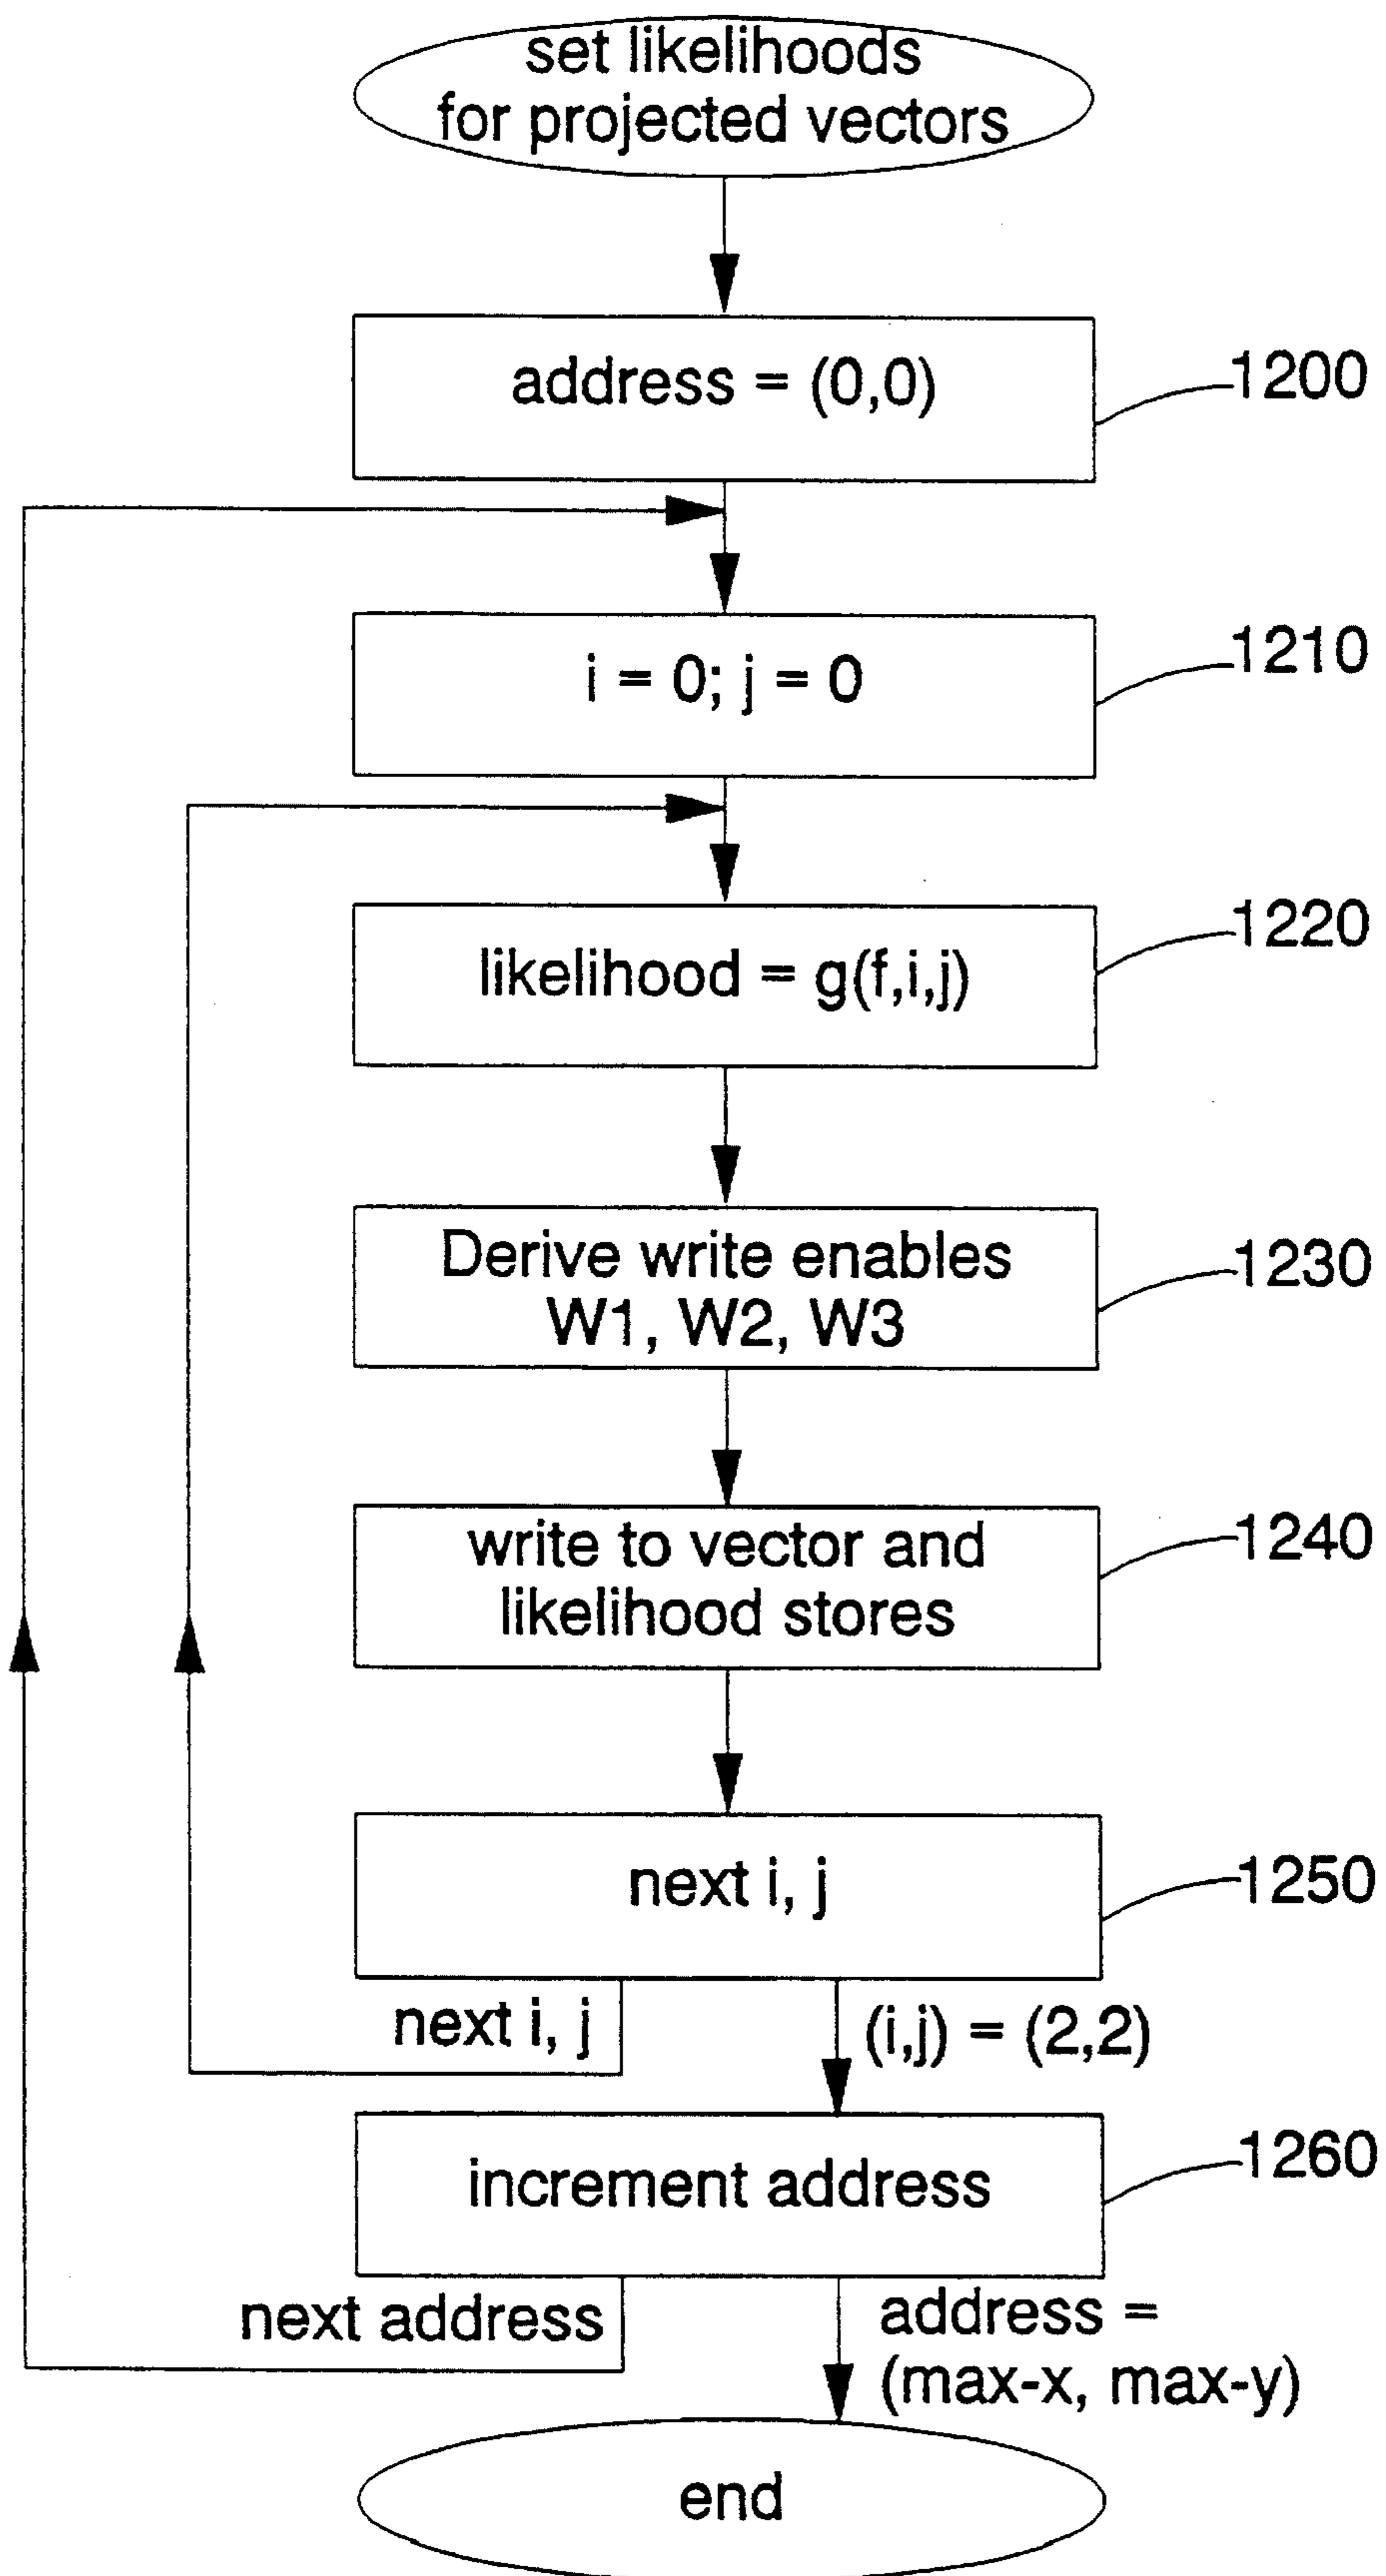 set likelihoods
for projected vectors
address = (0,0)
1200
i = 0; j = 0
1210
likelihood = g(f,i,j)
1220
Derive write enables
W1, W2, W3
1230
write to vector and
likelihood stores
1240
next i, j
1250
next i, j
(i,j) = (2,2)
increment address
1260
next address
address =
(max-x, max-y)
end